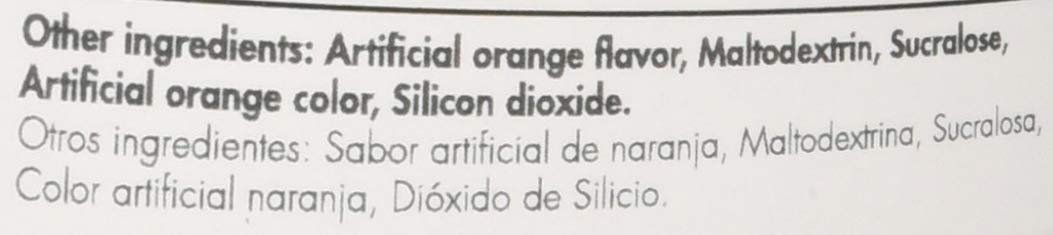 Other ingredients: Artificial orange flavor, Maltodextrin, Sucralose,
Artificial orange color, Silicon dioxide.
Otros ingredientes: Sabor artificial de naranja, Maltodextrina, Sucralosa,
Color artificial naranja, Dióxido de Silicio.